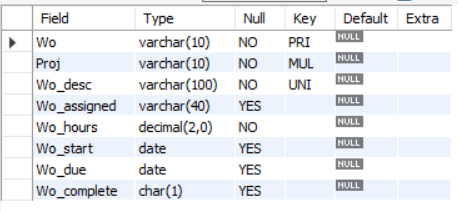 Field Type Null Key Default Extra
Wo varchar(10) NO PRI NULL
Proj varchar(10) NO MUL NULL
Wo_desc varchar(100) NO UNI NULL
Wo_assigned varchar(40) YES NULL
Wo_hours decimal(2,0) NO NULL
Wo_start date YES NULL
Wo_due date YES NULL
Wo_complete char(1) YES NULL